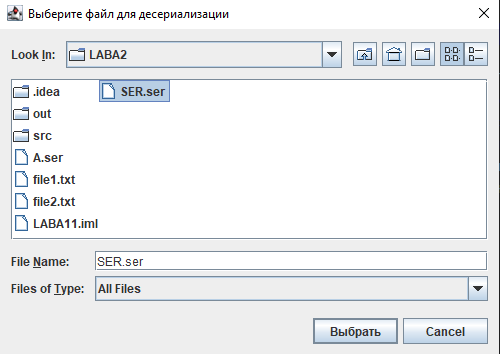 Выберите файл для десериализации
Look In: LABA2
.idea SER.ser
out
src
A.ser
file1.txt
file2.txt
LABA11.iml
File Name: SER.ser
Files of Type: All Files
Выбрать Cancel